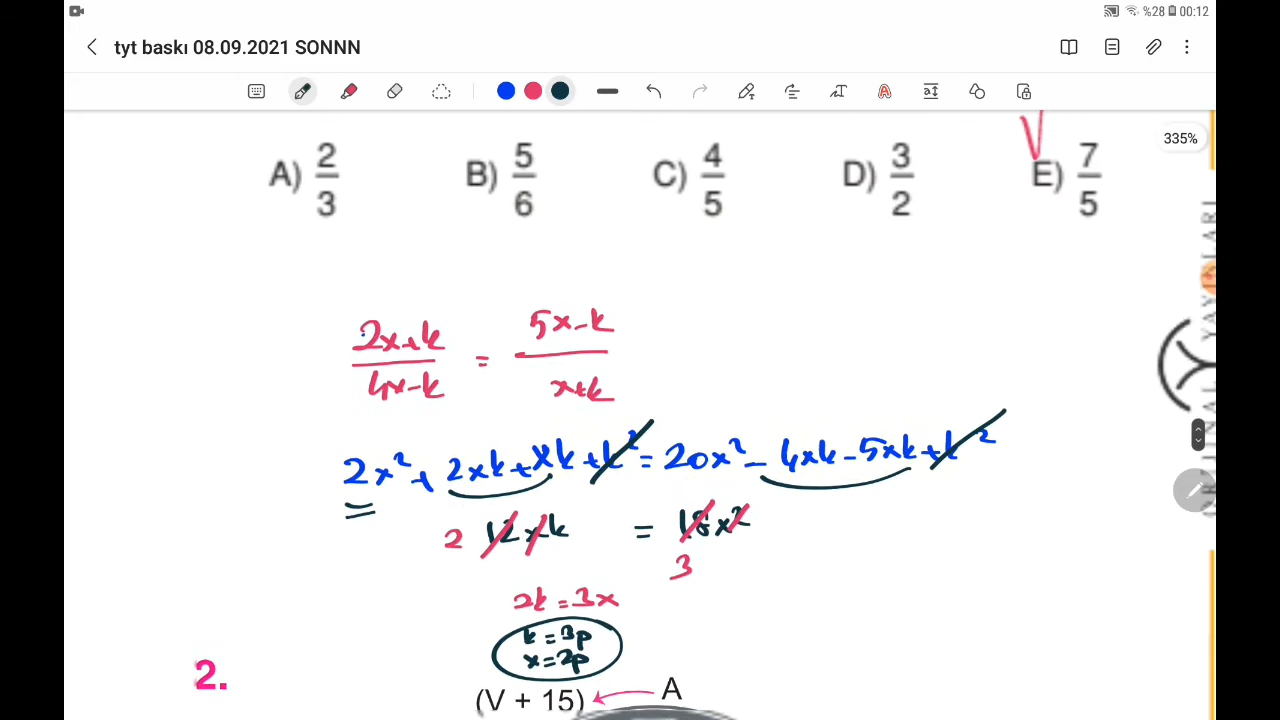 %28 00:12
tyt baskı 08.09.2021 SONNN
335%
A) 2/3 B) 5/6 C) 4/5 D) 3/2 E) 7/5
2x+k / 4x-k = 5x-k / x+k
2x² + 2xk + xk + k² = 20x² - 4xk - 5xk + k²
2 12xk = 18x² 3
2k = 3x
k = 3p
x = 2p
2.
(V + 15) A